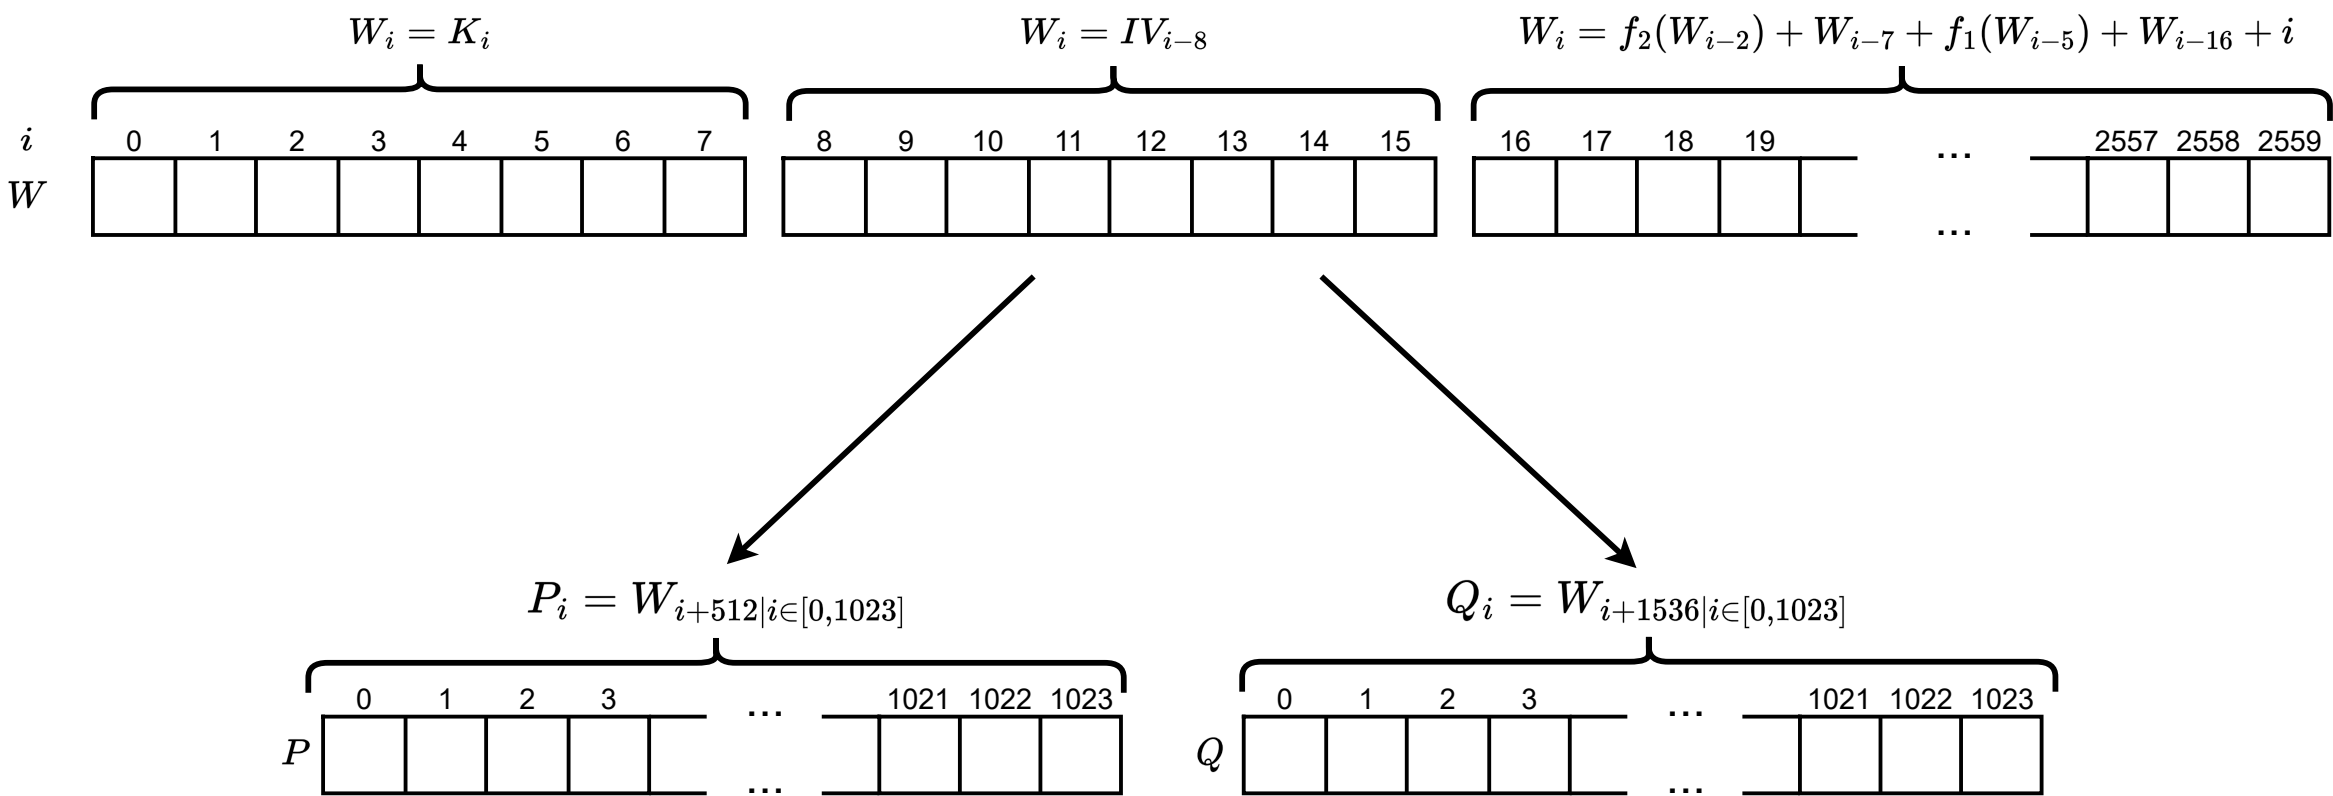 W_i = K_i
W_i = IV_{i-8}
W_i = f_2(W_{i-2}) + W_{i-7} + f_1(W_{i-5}) + W_{i-16} + i
i 0 1 2 3 4 5 6 7 8 9 10 11 12 13 14 15 16 17 18 19 ... 2557 2558 2559
W ...
P_i = W_{i+512|i∈[0,1023]}
Q_i = W_{i+1536|i∈[0,1023]}
0 1 2 3 ... 1021 1022 1023
P ...
0 1 2 3 ... 1021 1022 1023
Q ...